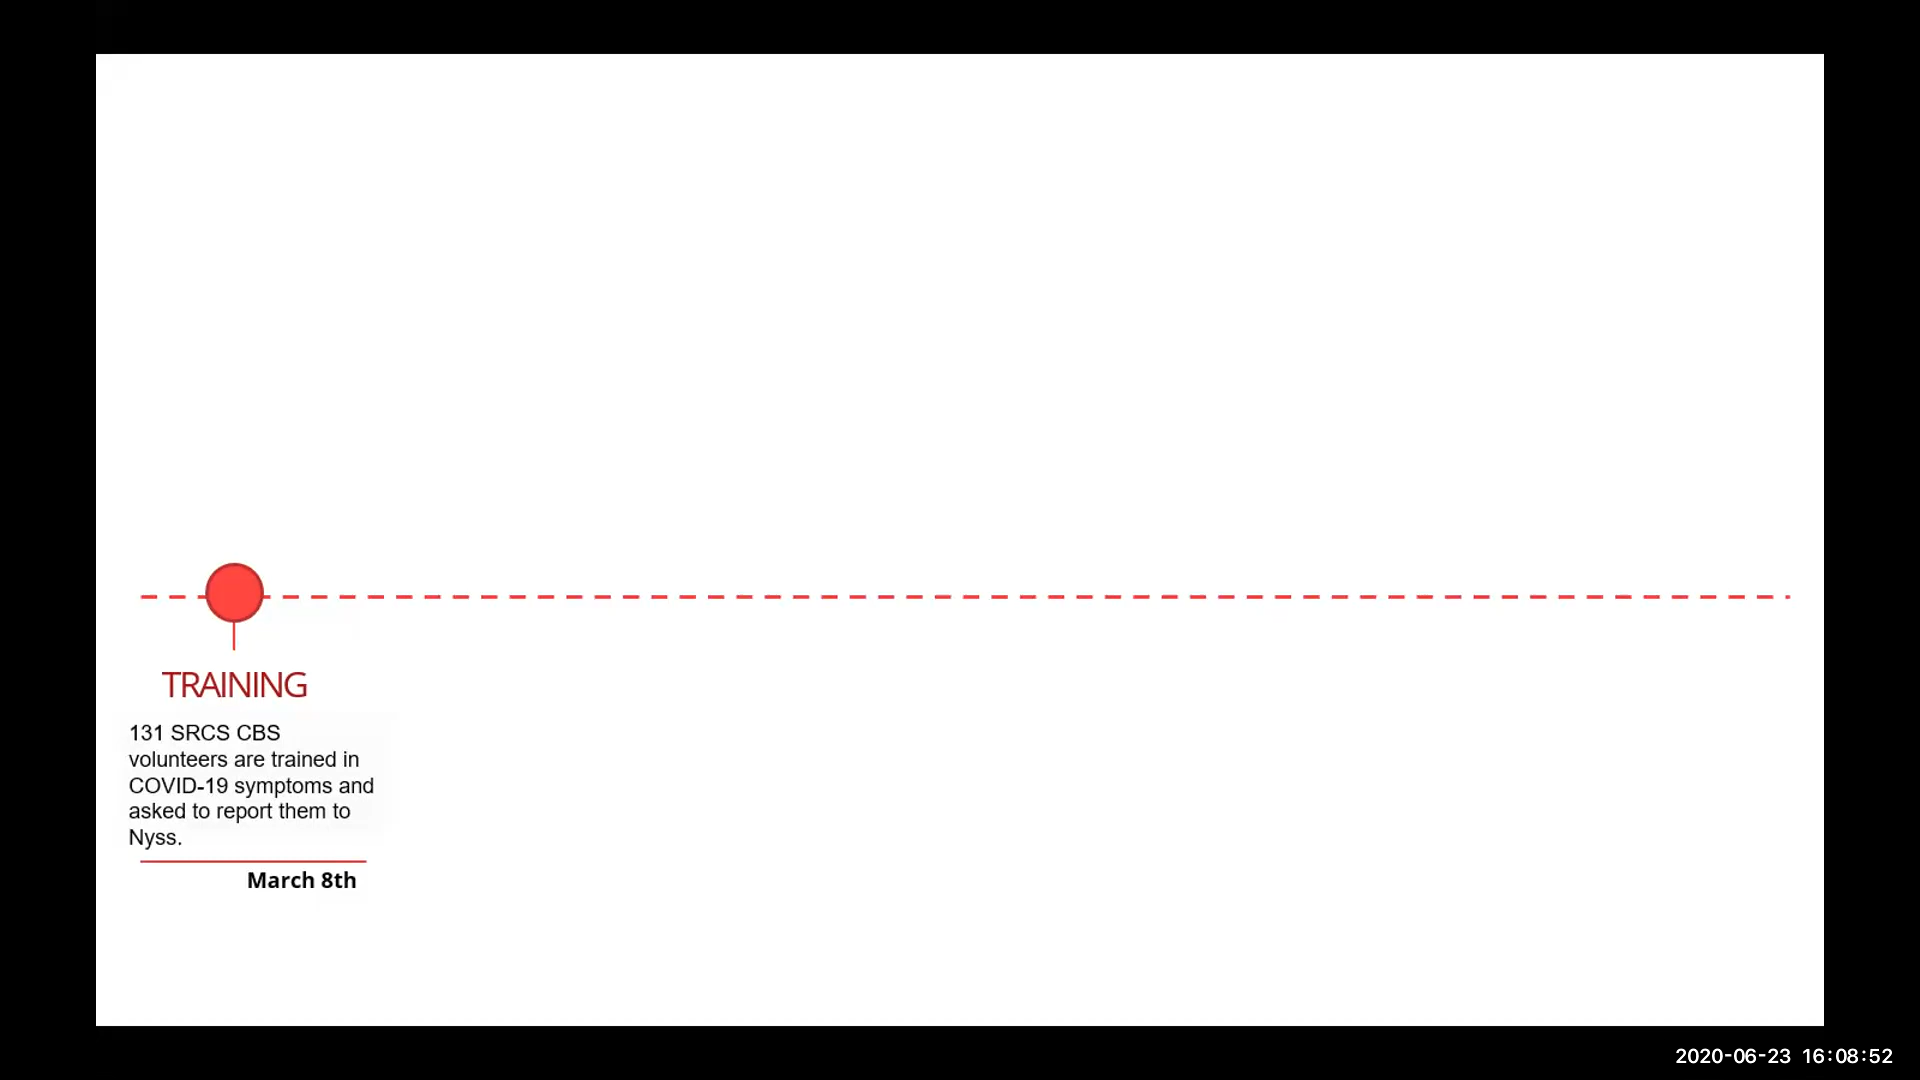 TRAINING
131 SRCS CBS
volunteers are trained in
COVID-19 symptoms and
asked to report them to
Nyss.
March 8th
2020-06-23 16:08:52